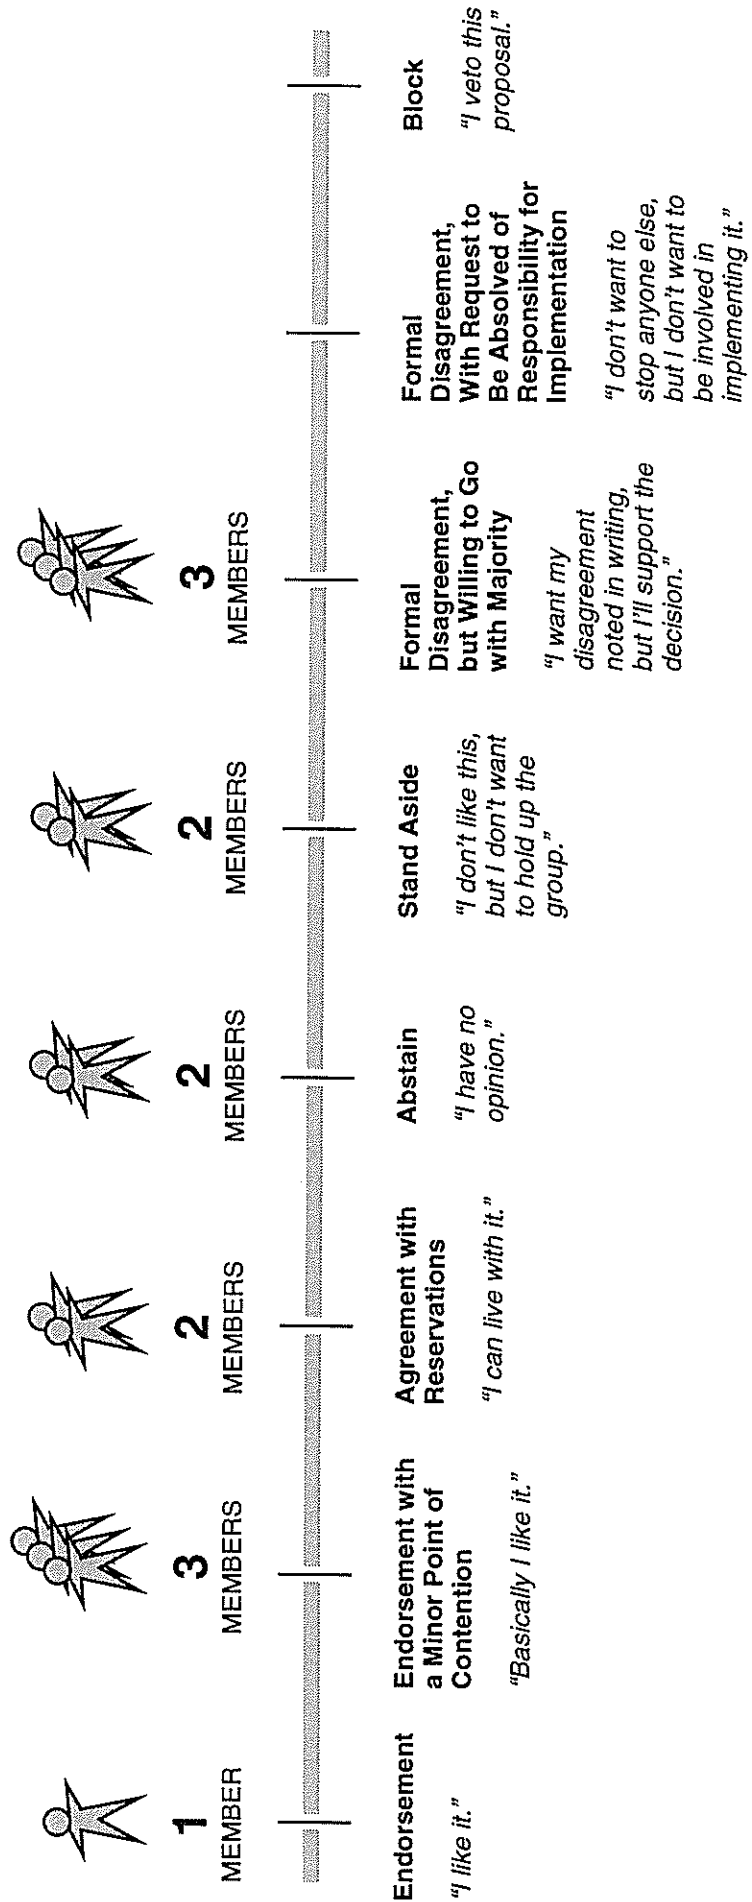 1
MEMBER
Endorsement
"I like it."
3
MEMBERS
Endorsement with
a Minor Point of
Contention
"Basically I like it."
2
MEMBERS
Agreement with
Reservations
"I can live with it."
2
MEMBERS
Abstain
"I have no
opinion."
2
MEMBERS
Stand Aside
"I don't like this,
but I don't want
to hold up the
group."
3
MEMBERS
Formal
Disagreement,
but Willing to Go
with Majority
"I want my
disagreement
noted in writing,
but I'll support the
decision."
Formal
Disagreement,
With Request to
Be Absolved of
Responsibility for
Implementation
"I don't want to
stop anyone else,
but I don't want to
be involved in
implementing it."
Block
"I veto this
proposal."